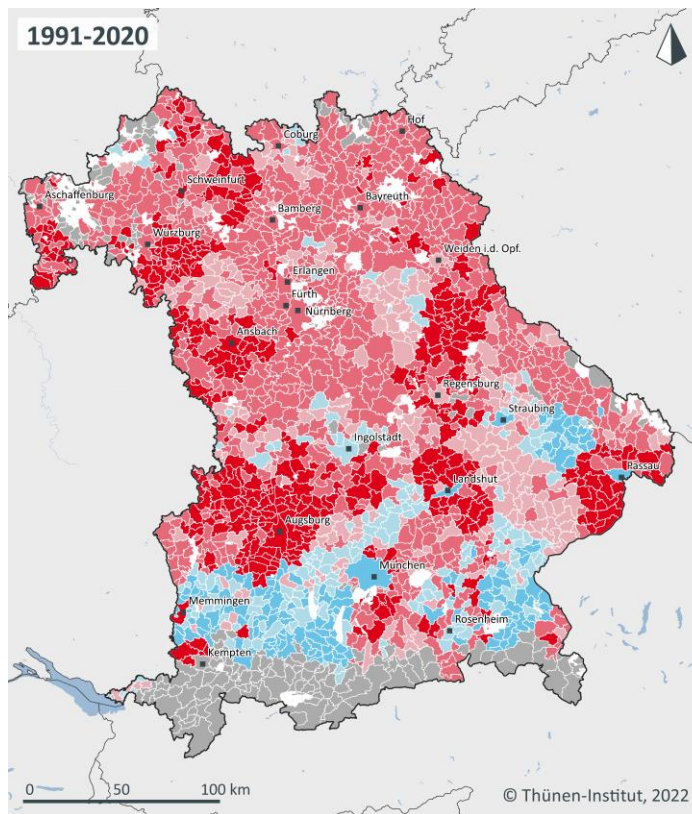 1991-2020
Hof
Coburg
Schweinfurt
Aschaffenburg
Bamberg
Bayreuth
Würzburg
Weiden i.d. Opf.
Erlangen
Fürth
Nürnberg
Ansbach
Regensburg
Straubing
Ingolstadt
Passau
Landshut
Augsburg
München
Memmingen
Rosenheim
Kempten
0 50 100 km
© Thünen-Institut, 2022